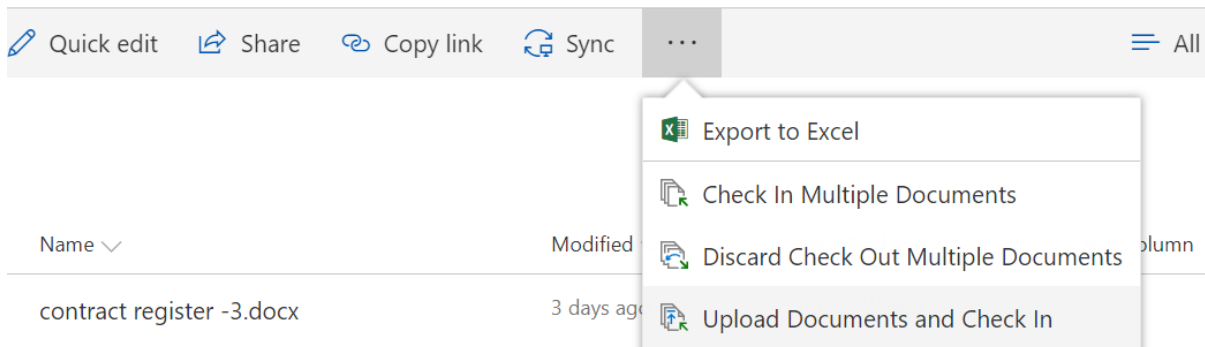 Quick edit Share Copy link Sync ... All
Export to Excel
Check In Multiple Documents
Name Modified
Discard Check Out Multiple Documents
contract register -3.docx 3 days ago
Upload Documents and Check In